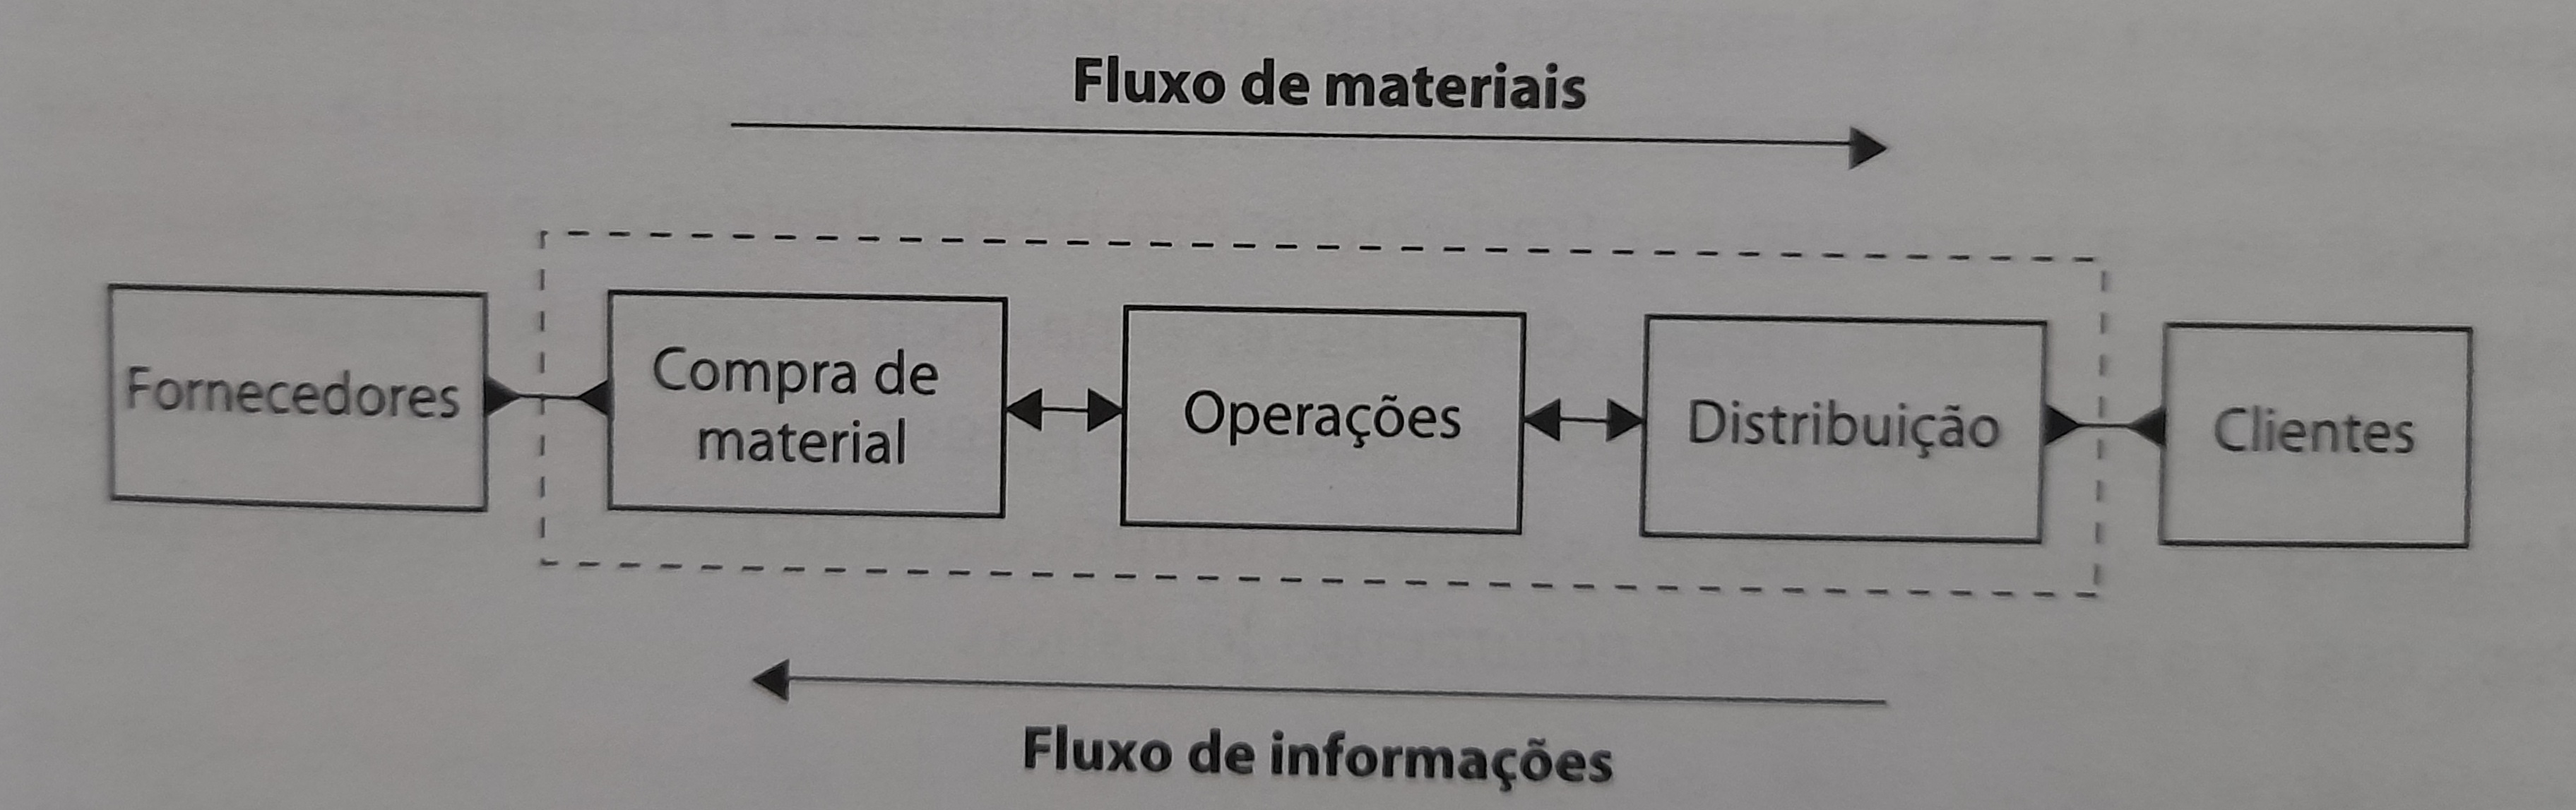 Fluxo de materiais
Fornecedores
Compra de
material
Operações
Distribuição
Clientes
Fluxo de informações